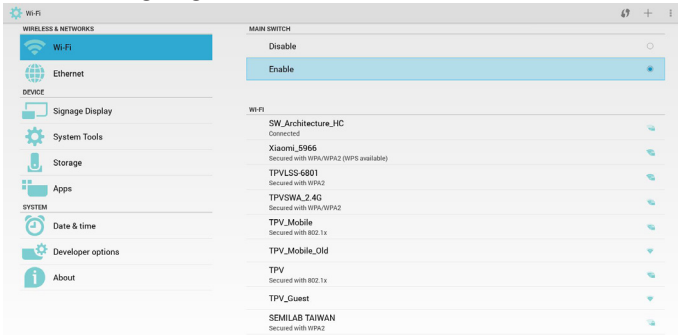 Wi-Fi
WIRELESS & NETWORKS
Wi-Fi
Ethernet
DEVICE
Signage Display
System Tools
Storage
Apps
SYSTEM
Date & time
Developer options
About
MAIN SWITCH
Disable
Enable
WI-FI
SW_Architecture_HC
Connected
Xiaomi_5966
Secured with WPA/WPA2 (WPS available)
TPVLSS-6801
Secured with WPA2
TPVSWA_2.4G
Secured with WPA/WPA2
TPV_Mobile
Secured with 802.1x
TPV_Mobile_Old
TPV
Secured with 802.1x
TPV_Guest
SEMILAB TAIWAN
Secured with WPA2